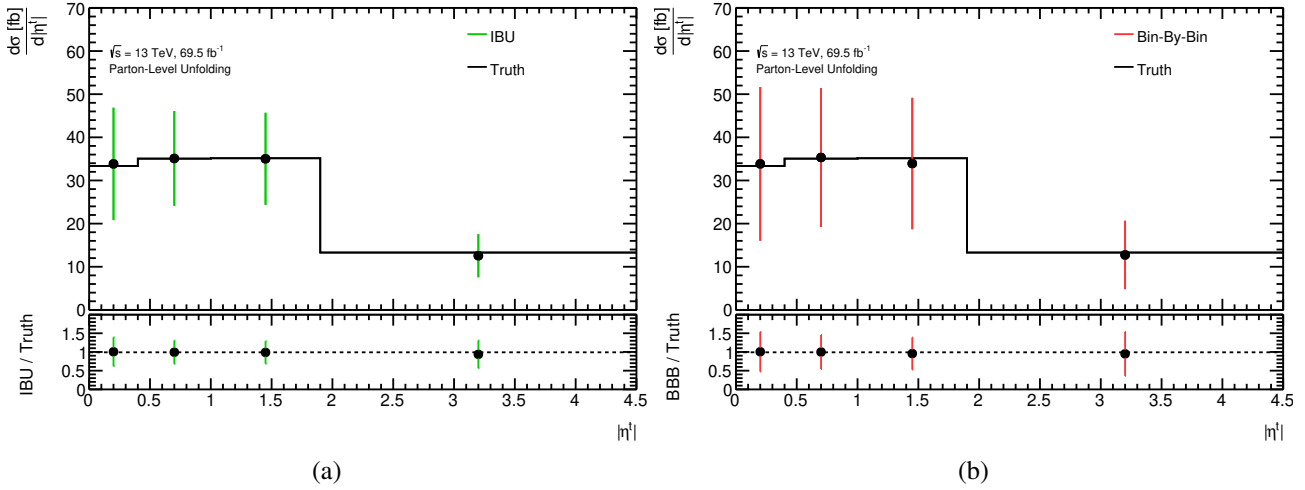 dσ [fb]
d|η^t|
70
60
50
40
30
20
10
0
√s = 13 TeV, 69.5 fb⁻¹
Parton-Level Unfolding
IBU
Truth
IBU / Truth
1.5
1
0.5
0
0 0.5 1 1.5 2 2.5 3 3.5 4 4.5
|η^t|
(a)
dσ [fb]
d|η^t|
70
60
50
40
30
20
10
0
√s = 13 TeV, 69.5 fb⁻¹
Parton-Level Unfolding
Bin-By-Bin
Truth
BBB / Truth
1.5
1
0.5
0
0 0.5 1 1.5 2 2.5 3 3.5 4 4.5
|η^t|
(b)